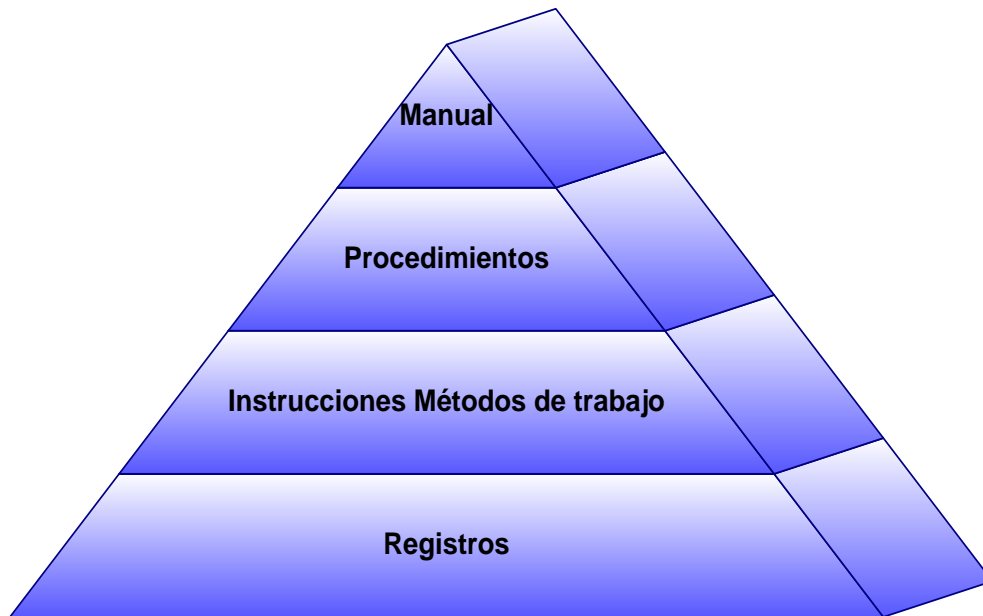 Manual
Procedimientos
Instrucciones Métodos de trabajo
Registros